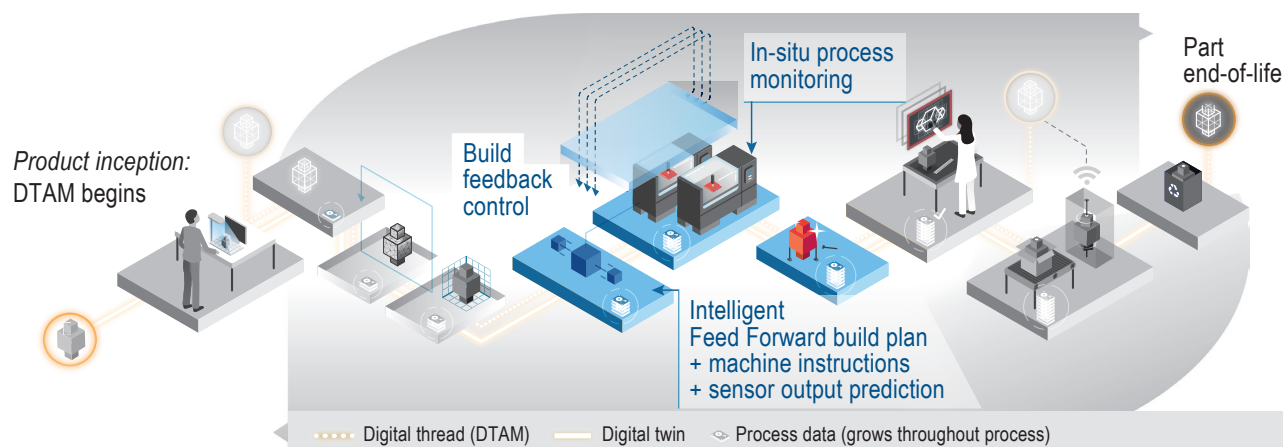 Product inception:
DTAM begins
Build
feedback
control
In-situ process
monitoring
Part
end-of-life
Intelligent
Feed Forward build plan
+ machine instructions
+ sensor output prediction
Digital thread (DTAM)
Digital twin
Process data (grows throughout process)